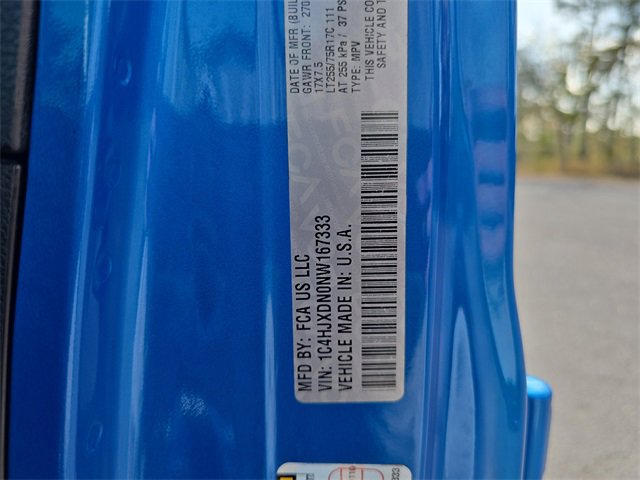 MFD BY: FCA US LLC
DATE OF MFR (BUIL
GAWR FRONT: 270
VIN: 1C4HJXDN0NW167333
17X7.5
VEHICLE MADE IN: U.S.A.
LT255/75R17C 111
AT 255 kPa / 37 PS
TYPE: MPV
THIS VEHICLE CO
SAFETY AND T
333